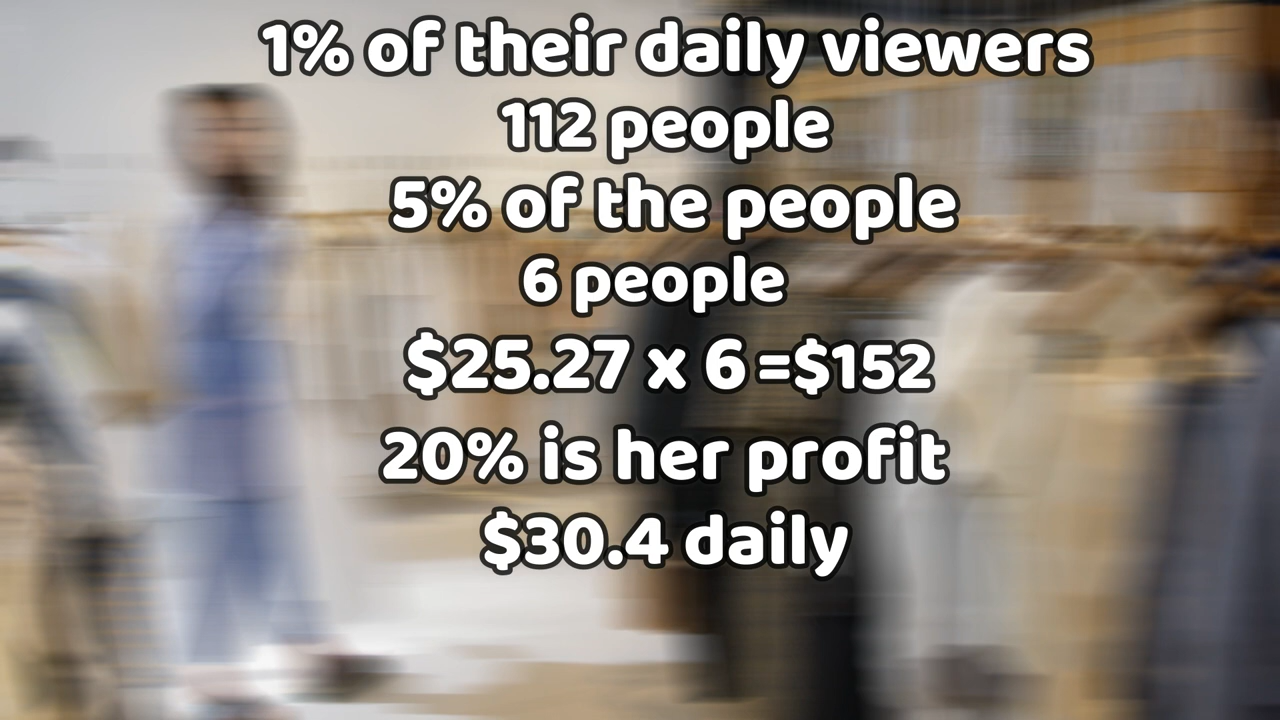 1% of their daily viewers
112 people
5% of the people
6 people
$25.27 x 6=$152
20% is her profit
$30.4 daily